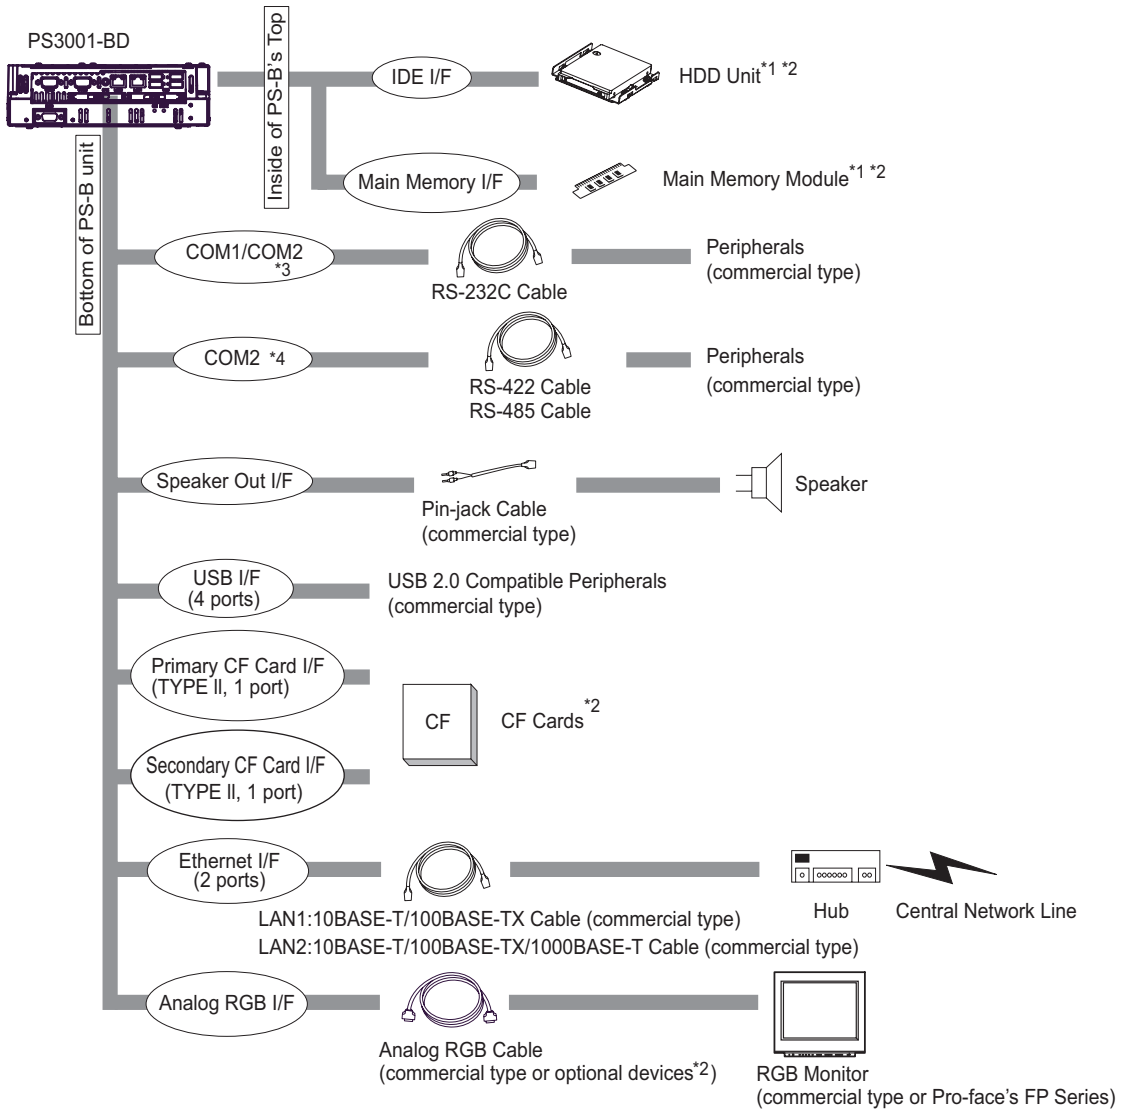 PS3001-BD
Inside of PS-B's Top
IDE I/F
HDD Unit*1 *2
Main Memory I/F
Main Memory Module*1 *2
Bottom of PS-B unit
COM1/COM2
*3
RS-232C Cable
Peripherals
(commercial type)
COM2 *4
RS-422 Cable
RS-485 Cable
Peripherals
(commercial type)
Speaker Out I/F
Pin-jack Cable
(commercial type)
Speaker
USB I/F
(4 ports)
USB 2.0 Compatible Peripherals
(commercial type)
Primary CF Card I/F
(TYPE II, 1 port)
CF
CF Cards*2
Secondary CF Card I/F
(TYPE II, 1 port)
Ethernet I/F
(2 ports)
LAN1:10BASE-T/100BASE-TX Cable (commercial type)
LAN2:10BASE-T/100BASE-TX/1000BASE-T Cable (commercial type)
Hub
Central Network Line
Analog RGB I/F
Analog RGB Cable
(commercial type or optional devices*2)
RGB Monitor
(commercial type or Pro-face's FP Series)